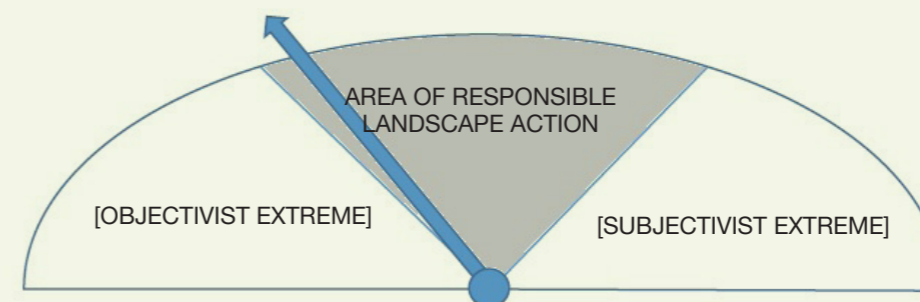 AREA OF RESPONSIBLE
LANDSCAPE ACTION
[OBJECTIVIST EXTREME]
[SUBJECTIVIST EXTREME]